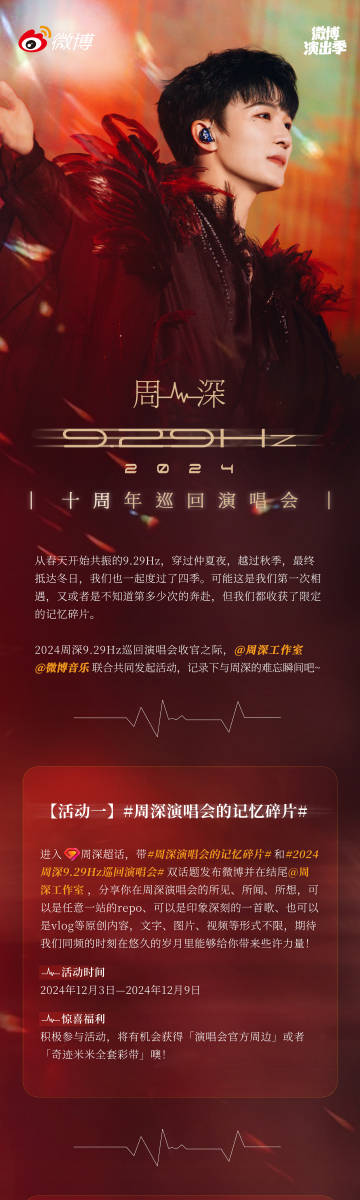 微博
微博
演出季
周深
9.29Hz
2024
十周年巡回演唱会
从春天开始共振的9.29Hz，穿过仲夏夜，越过秋季，最终
抵达冬日，我们也一起度过了四季。可能这是我们第一次相
遇，又或者是不知道第多少次的奔赴，但我们都收获了限定
的记忆碎片。
2024周深9.29Hz巡回演唱会收官之际，@周深工作室
@微博音乐 联合共同发起活动，记录下与周深的难忘瞬间吧~
【活动一】#周深演唱会的记忆碎片#
进入周深超话，带#周深演唱会的记忆碎片# 和#2024
周深9.29Hz巡回演唱会# 双话题发布微博并在结尾@周
深工作室 ，分享你在周深演唱会的所见、所闻、所想，可
以是任意一站的repo、可以是印象深刻的一首歌、也可以
是vlog等原创内容，文字、图片、视频等形式不限，期待
我们同频的时刻在悠久的岁月里能够给你带来些许力量！
活动时间
2024年12月3日—2024年12月9日
惊喜福利
积极参与活动，将有机会获得「演唱会官方周边」或者
「奇迹米米全套彩带」噢！